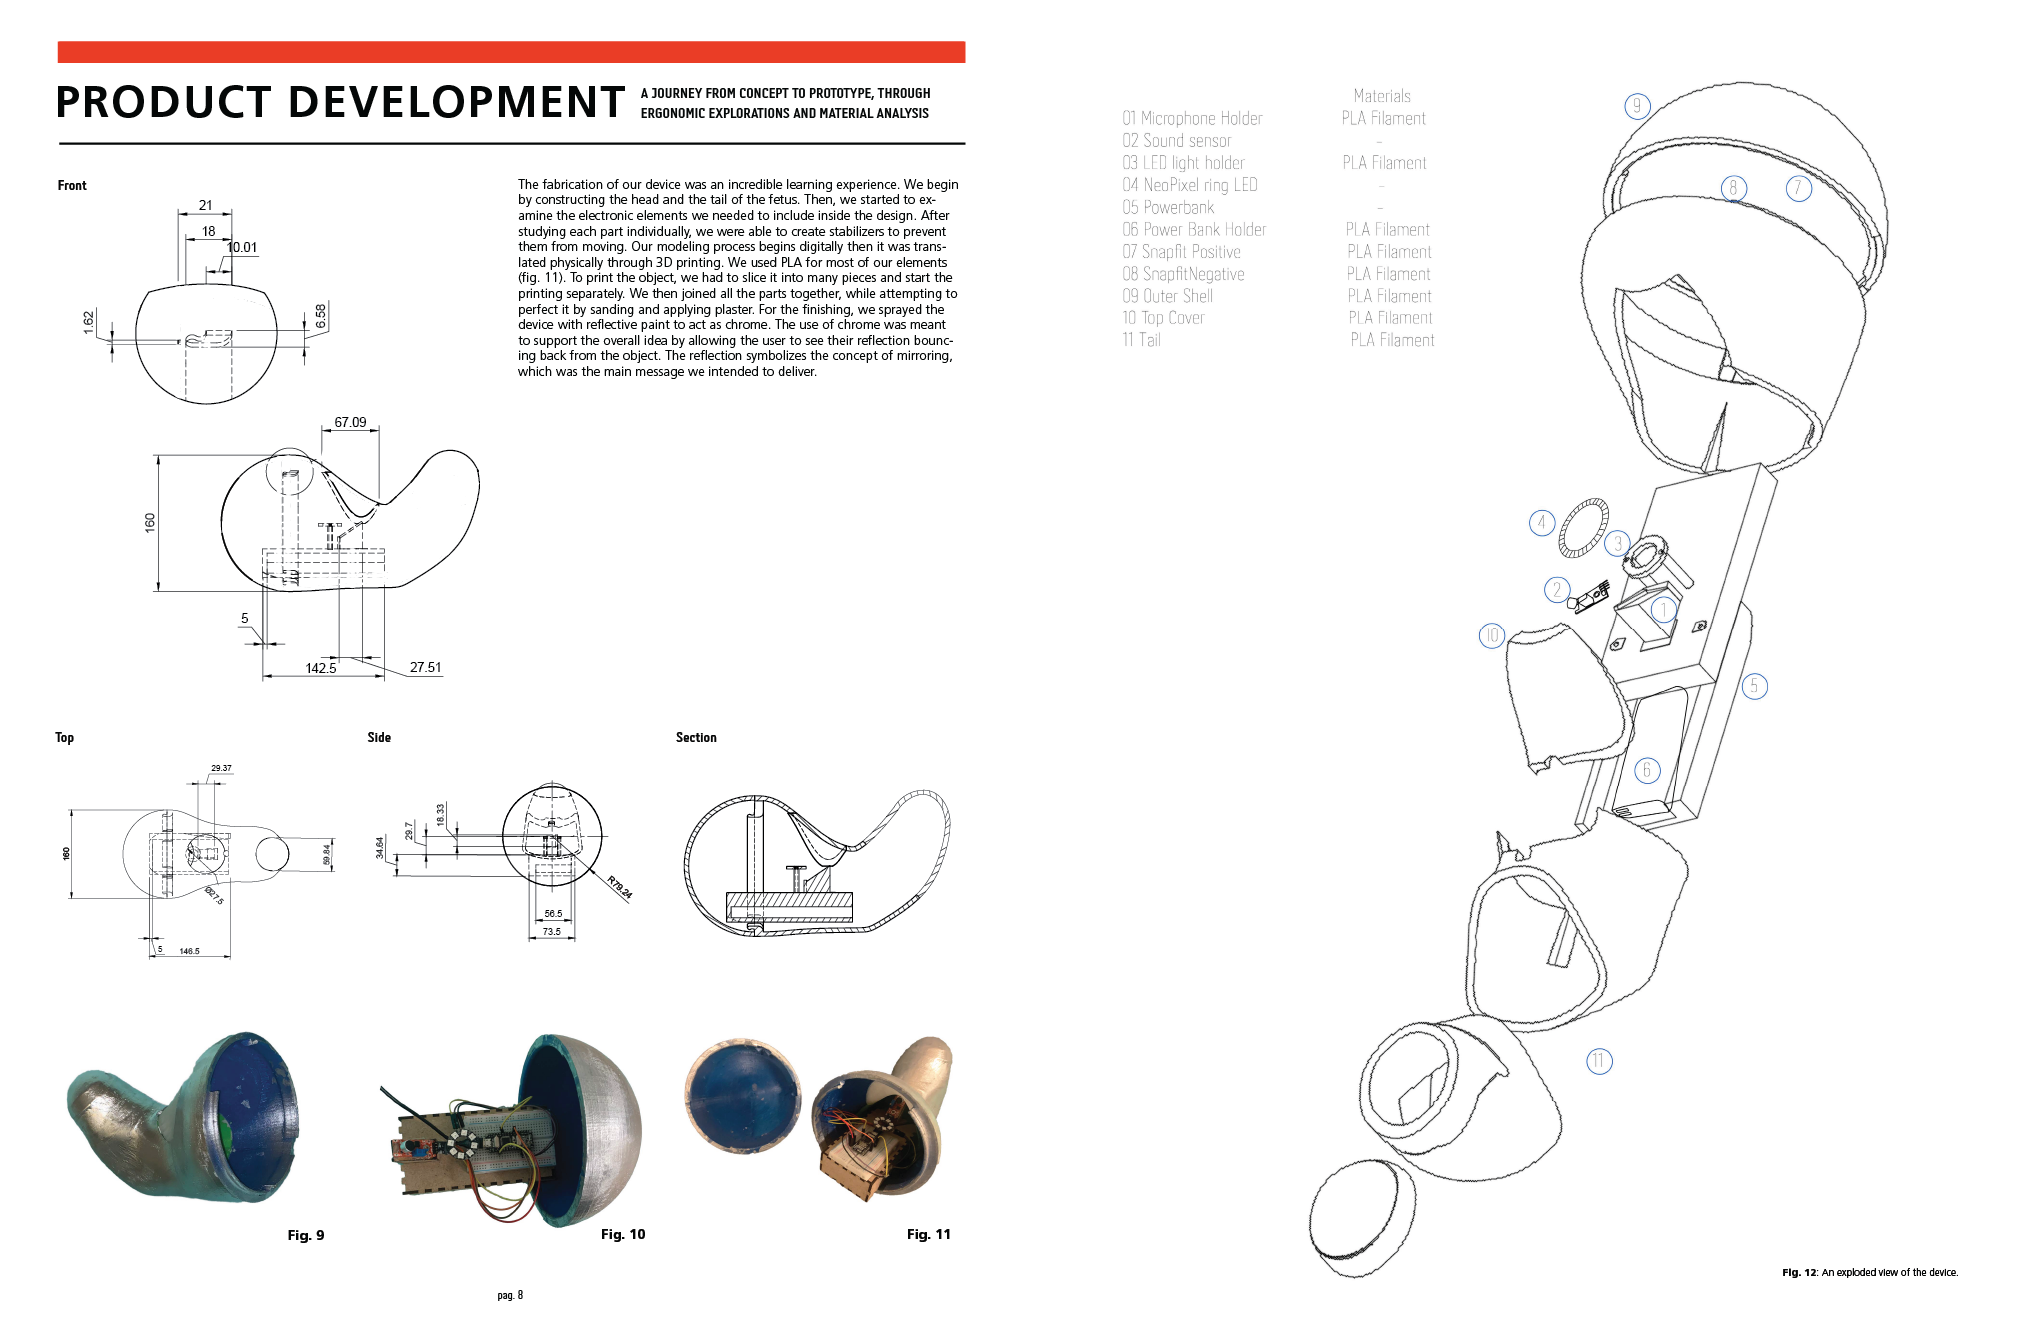 PRODUCT DEVELOPMENT
A JOURNEY FROM CONCEPT TO PROTOTYPE, THROUGH
ERGONOMIC EXPLORATIONS AND MATERIAL ANALYSIS
Front
21
18
10.01
1.62
6.58
The fabrication of our device was an incredible learning experience. We begin
by constructing the head and the tail of the fetus. Then, we started to ex-
amine the electronic elements we needed to include inside the design. After
studying each part individually, we were able to create stabilizers to prevent
them from moving. Our modeling process begins digitally then it was trans-
lated physically through 3D printing. We used PLA for most of our elements
(fig. 11). To print the object, we had to slice it into many pieces and start the
printing separately. We then joined all the parts together, while attempting to
perfect it by sanding and applying plaster. For the finishing, we sprayed the
device with reflective paint to act as chrome. The use of chrome was meant
to support the overall idea by allowing the user to see their reflection bounc-
ing back from the object. The reflection symbolizes the concept of mirroring,
which was the main message we intended to deliver.
67.09
160
5
142.5
27.51
Top
29.37
160
59.84
Ø27.5
5
146.5
Side
18.33
29.7
34.64
R79.24
56.5
73.5
Section
Fig. 9
Fig. 10
Fig. 11
pag. 8
Materials
01 Microphone Holder PLA Filament
02 Sound sensor -
03 LED light holder PLA Filament
04 NeoPixel ring LED -
05 Powerbank -
06 Power Bank Holder PLA Filament
07 Snapfit Positive PLA Filament
08 SnapfitNegative PLA Filament
09 Outer Shell PLA Filament
10 Top Cover PLA Filament
11 Tail PLA Filament
9
8
7
4
3
2
1
10
5
6
11
Fig. 12: An exploded view of the device.